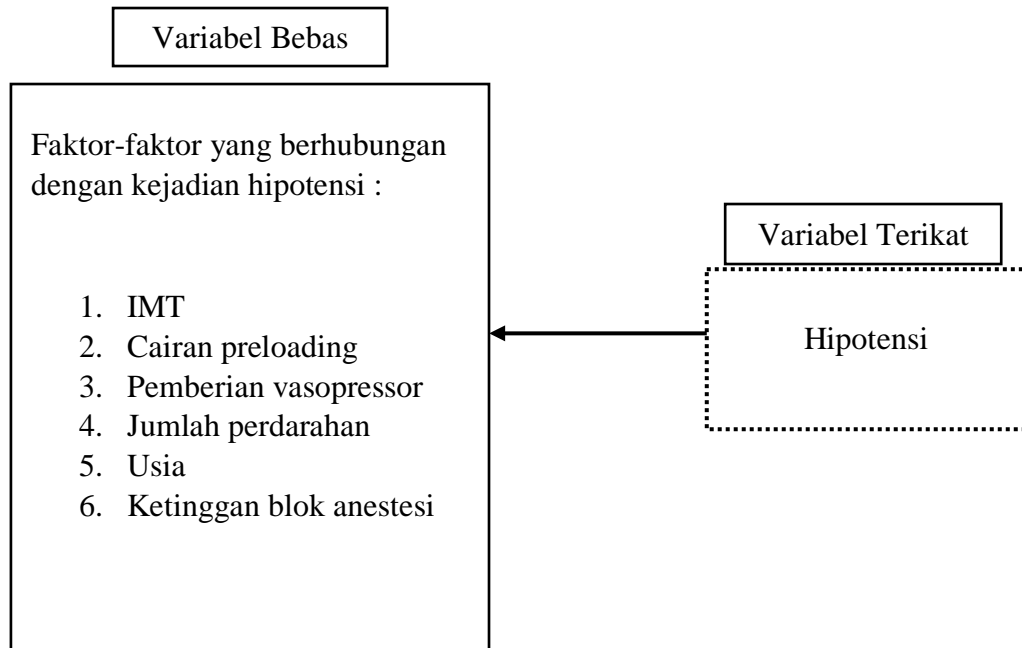 Variabel Bebas
Faktor-faktor yang berhubungan
dengan kejadian hipotensi :
1. IMT
2. Cairan preloading
3. Pemberian vasopressor
4. Jumlah perdarahan
5. Usia
6. Ketinggan blok anestesi
Variabel Terikat
Hipotensi